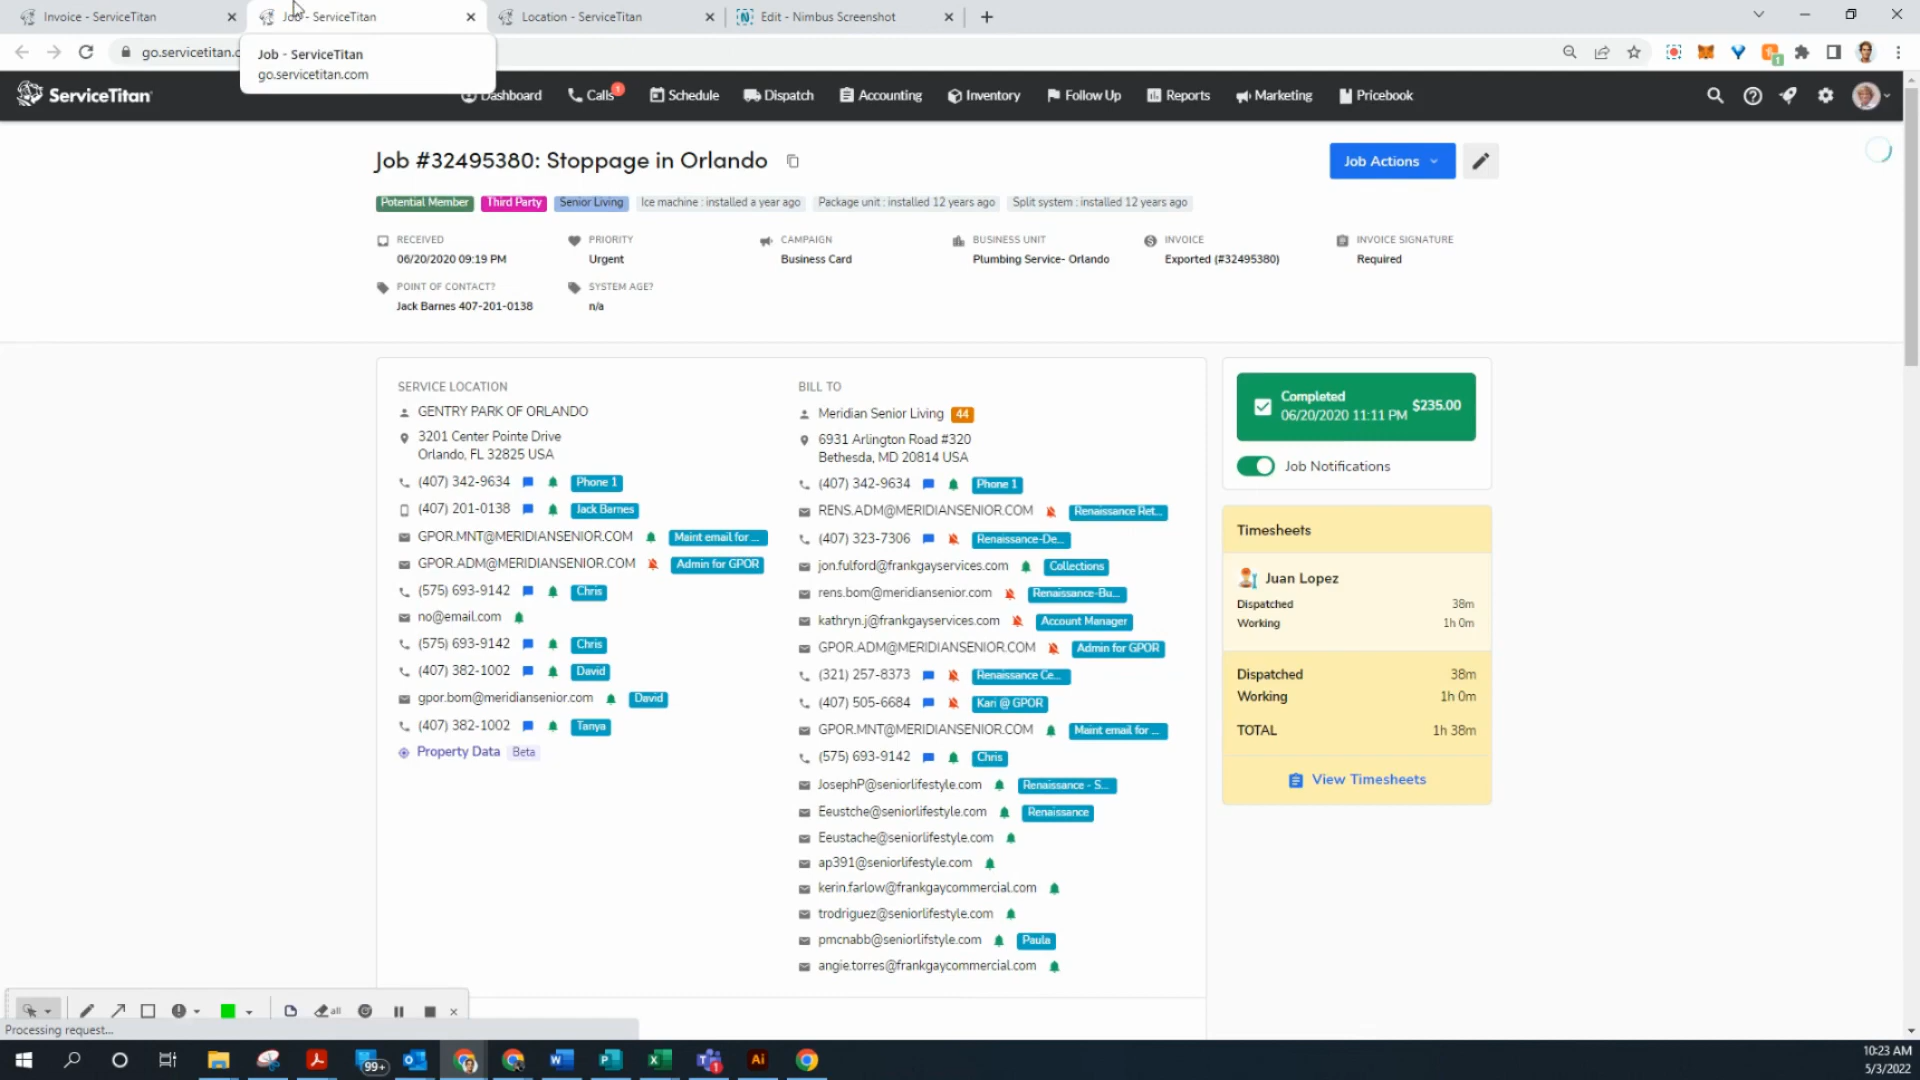 Invoice - ServiceTitan
Job - ServiceTitan
Location - ServiceTitan
Edit - Nimbus Screenshot
go.servicetitan.c
Job - ServiceTitan
go.servicetitan.com
1
ServiceTitan
Dashboard
Calls
1
Schedule
Dispatch
Accounting
Inventory
Follow Up
Reports
Marketing
Pricebook
Job #32495380: Stoppage in Orlando
Job Actions
Potential Member
Third Party
Senior Living
Ice machine : installed a year ago
Package unit : installed 12 years ago
Split system : installed 12 years ago
RECEIVED
06/20/2020 09:19 PM
PRIORITY
Urgent
CAMPAIGN
Business Card
BUSINESS UNIT
Plumbing Service- Orlando
INVOICE
Exported (#32495380)
INVOICE SIGNATURE
Required
POINT OF CONTACT?
Jack Barnes 407-201-0138
SYSTEM AGE?
n/a
SERVICE LOCATION
GENTRY PARK OF ORLANDO
3201 Center Pointe Drive
Orlando, FL 32825 USA
(407) 342-9634 Phone 1
(407) 201-0138 Jack Barnes
GPOR.MNT@MERIDIANSENIOR.COM Maint email for ...
GPOR.ADM@MERIDIANSENIOR.COM Admin for GPOR
(575) 693-9142 Chris
no@email.com
(575) 693-9142 Chris
(407) 382-1002 David
gpor.bom@meridiansenior.com David
(407) 382-1002 Tanya
Property Data Beta
BILL TO
Meridian Senior Living 44
6931 Arlington Road #320
Bethesda, MD 20814 USA
(407) 342-9634 Phone 1
RENS.ADM@MERIDIANSENIOR.COM Renaissance Ret...
(407) 323-7306 Renaissance-De...
jon.fulford@frankgayservices.com Collections
rens.bom@meridiansenior.com Renaissance-Bu...
kathryn.j@frankgayservices.com Account Manager
GPOR.ADM@MERIDIANSENIOR.COM Admin for GPOR
(321) 257-8373 Renaissance Ce...
(407) 505-6684 Kari @ GPOR
GPOR.MNT@MERIDIANSENIOR.COM Maint email for ...
(575) 693-9142 Chris
JosephP@seniorlifestyle.com Renaissance - S...
Eeustche@seniorlifestyle.com Renaissance
Eeustache@seniorlifestyle.com
ap391@seniorlifestyle.com
kerin.farlow@frankgaycommercial.com
trodriguez@seniorlifestyle.com
pmcnabb@seniorlifstyle.com Paula
angie.torres@frankgaycommercial.com
Completed
06/20/2020 11:11 PM
$235.00
Job Notifications
Timesheets
Juan Lopez
Dispatched 38m
Working 1h 0m
Dispatched 38m
Working 1h 0m
TOTAL 1h 38m
View Timesheets
all
Processing request...
99+
1
Ai
10:23 AM
5/3/2022